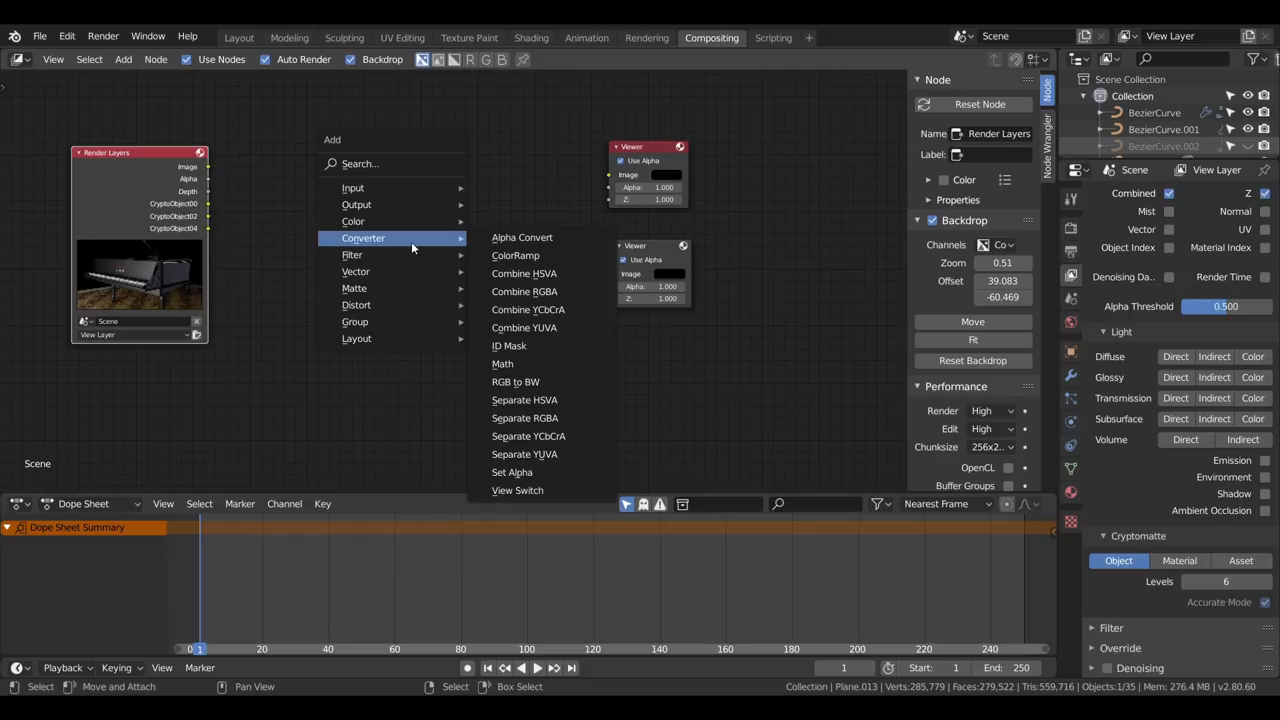 File Edit Render Window Help Layout Modeling Sculpting UV Editing Texture Paint Shading Animation Rendering Compositing Scripting + Scene View Layer
View Select Add Node Use Nodes Auto Render Backdrop R G B
Scene Collection
Collection
BezierCurve
BezierCurve.001
BezierCurve.002
Scene View Layer
Combined Z
Mist Normal
Vector UV
Object Index Material Index
Denoising Da.. Render Time
Alpha Threshold 0.500
Light
Diffuse Direct Indirect Color
Glossy Direct Indirect Color
Transmission Direct Indirect Color
Subsurface Direct Indirect Color
Volume Direct Indirect
Emission
Environment
Shadow
Ambient Occlusion
Cryptomatte
Object Material Asset
Levels 6
Accurate Mode
Filter
Override
Denoising
Node
Reset Node
Name Render Layers
Label:
Color
Properties
Backdrop
Channels Co
Zoom 0.51
Offset 39.083
-60.469
Move
Fit
Reset Backdrop
Performance
Render High
Edit High
Chunksize 256x2..
OpenCL
Buffer Groups
Node
Node Wrangler
Render Layers
Image
Alpha
Depth
CryptoObject00
CryptoObject02
CryptoObject04
Scene
View Layer
Add
Search...
Input
Output
Color
Converter
Filter
Vector
Matte
Distort
Group
Layout
Alpha Convert
ColorRamp
Combine HSVA
Combine RGBA
Combine YCbCrA
Combine YUVA
ID Mask
Math
RGB to BW
Separate HSVA
Separate RGBA
Separate YCbCrA
Separate YUVA
Set Alpha
View Switch
Viewer
Use Alpha
Image
Alpha: 1.000
Z: 1.000
Viewer
Use Alpha
Image
Alpha: 1.000
Z: 1.000
Scene
Dope Sheet View Select Marker Channel Key Nearest Frame
Dope Sheet Summary
0 1 20 40 60 80 100 120 140 160 180 200 220 240
Playback Keying View Marker 1 Start: 1 End: 250
Select Move and Attach Pan View Select Box Select Collection | Plane.013 | Verts:285,779 | Faces:279,522 | Tris:559,716 | Objects:1/35 | Mem: 276.4 MB | v2.80.60